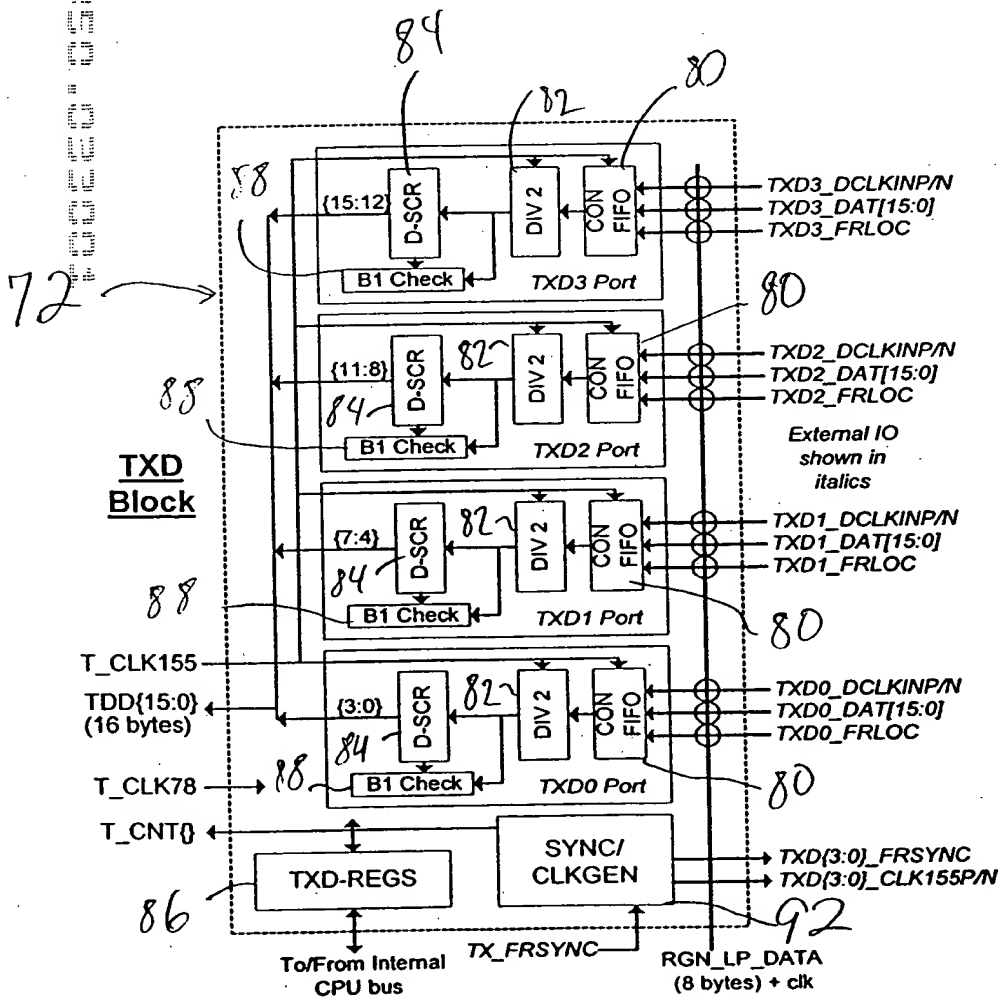 84
80
82
58
{15:12}
D-SCR
DIV 2
CON FIFO
TXD3_DCLKINP/N
TXD3_DAT[15:0]
TXD3_FRLOC
B1 Check
TXD3 Port
72
80
82
{11:8}
D-SCR
DIV 2
CON FIFO
TXD2_DCLKINP/N
TXD2_DAT[15:0]
TXD2_FRLOC
84
88
B1 Check
TXD2 Port
External IO
shown in
italics
TXD
Block
82
{7:4}
D-SCR
DIV 2
CON FIFO
TXD1_DCLKINP/N
TXD1_DAT[15:0]
TXD1_FRLOC
84
88
B1 Check
TXD1 Port
80
T_CLK155
TDD{15:0}
(16 bytes)
82
{3:0}
D-SCR
DIV 2
CON FIFO
TXD0_DCLKINP/N
TXD0_DAT[15:0]
TXD0_FRLOC
84
T_CLK78
88
B1 Check
TXD0 Port
80
T_CNT{}
SYNC/
CLKGEN
TXD{3:0}_FRSYNC
TXD{3:0}_CLK155P/N
TXD-REGS
86
92
TX_FRSYNC
To/From Internal
CPU bus
RGN_LP_DATA
(8 bytes) + clk